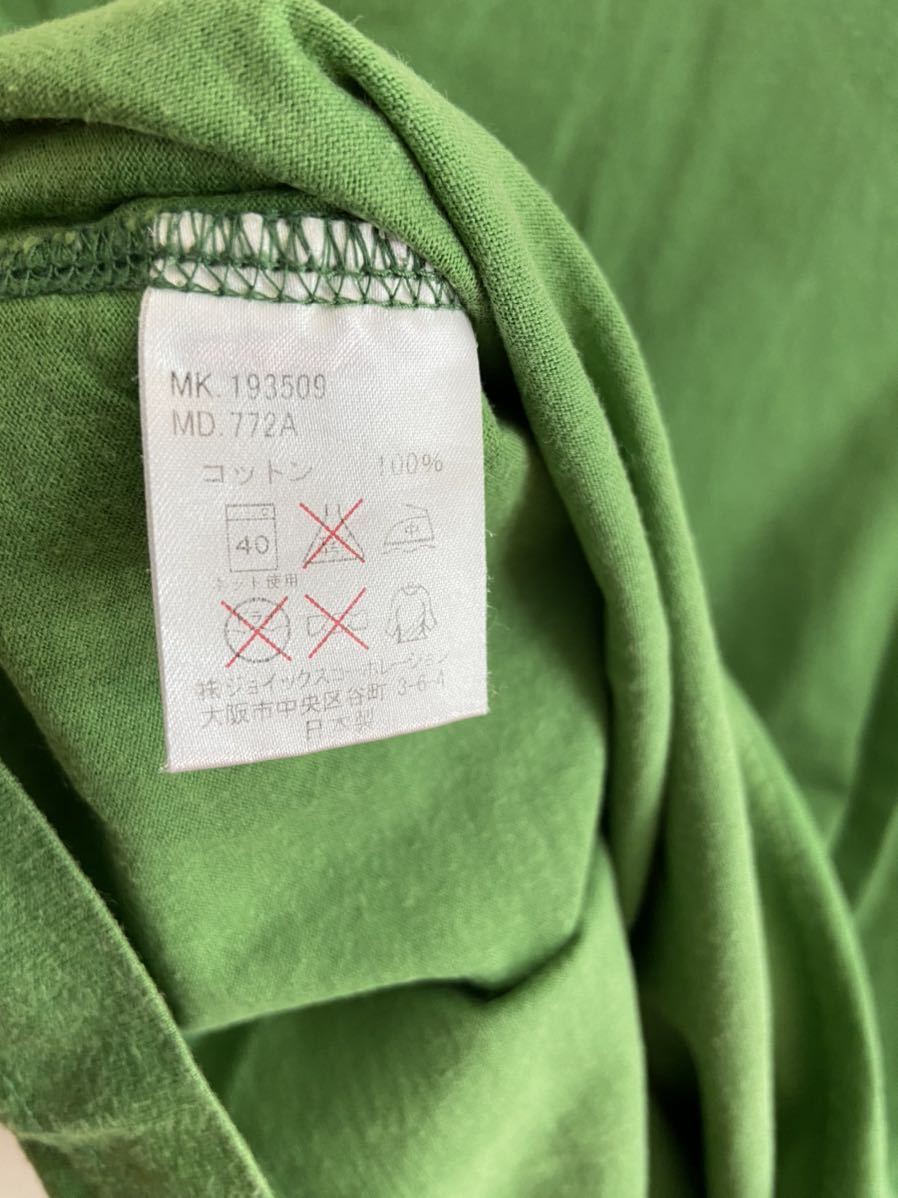 MK.193509
MD.772A
コットン 100%
40 中
ネット使用
㈱ジョイックスコーポレーション
大阪市中央区谷町 3-6-4
日本製